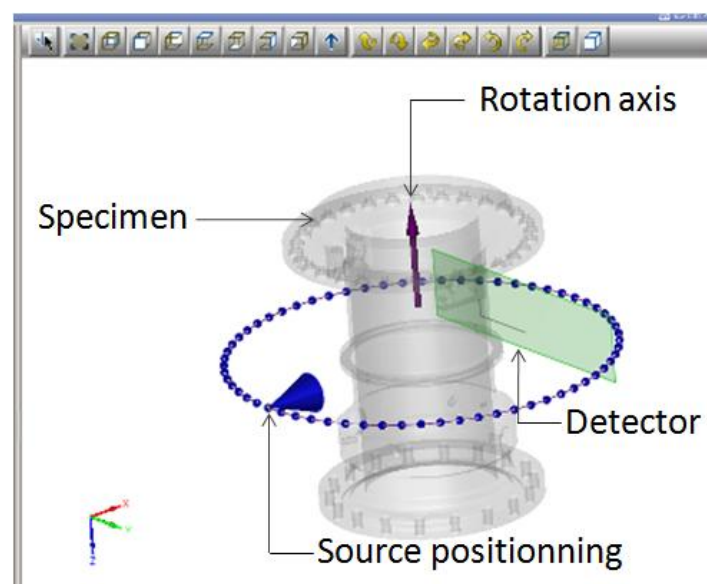 Rotation axis
Specimen
Detector
Source positionning
X
Y
Z